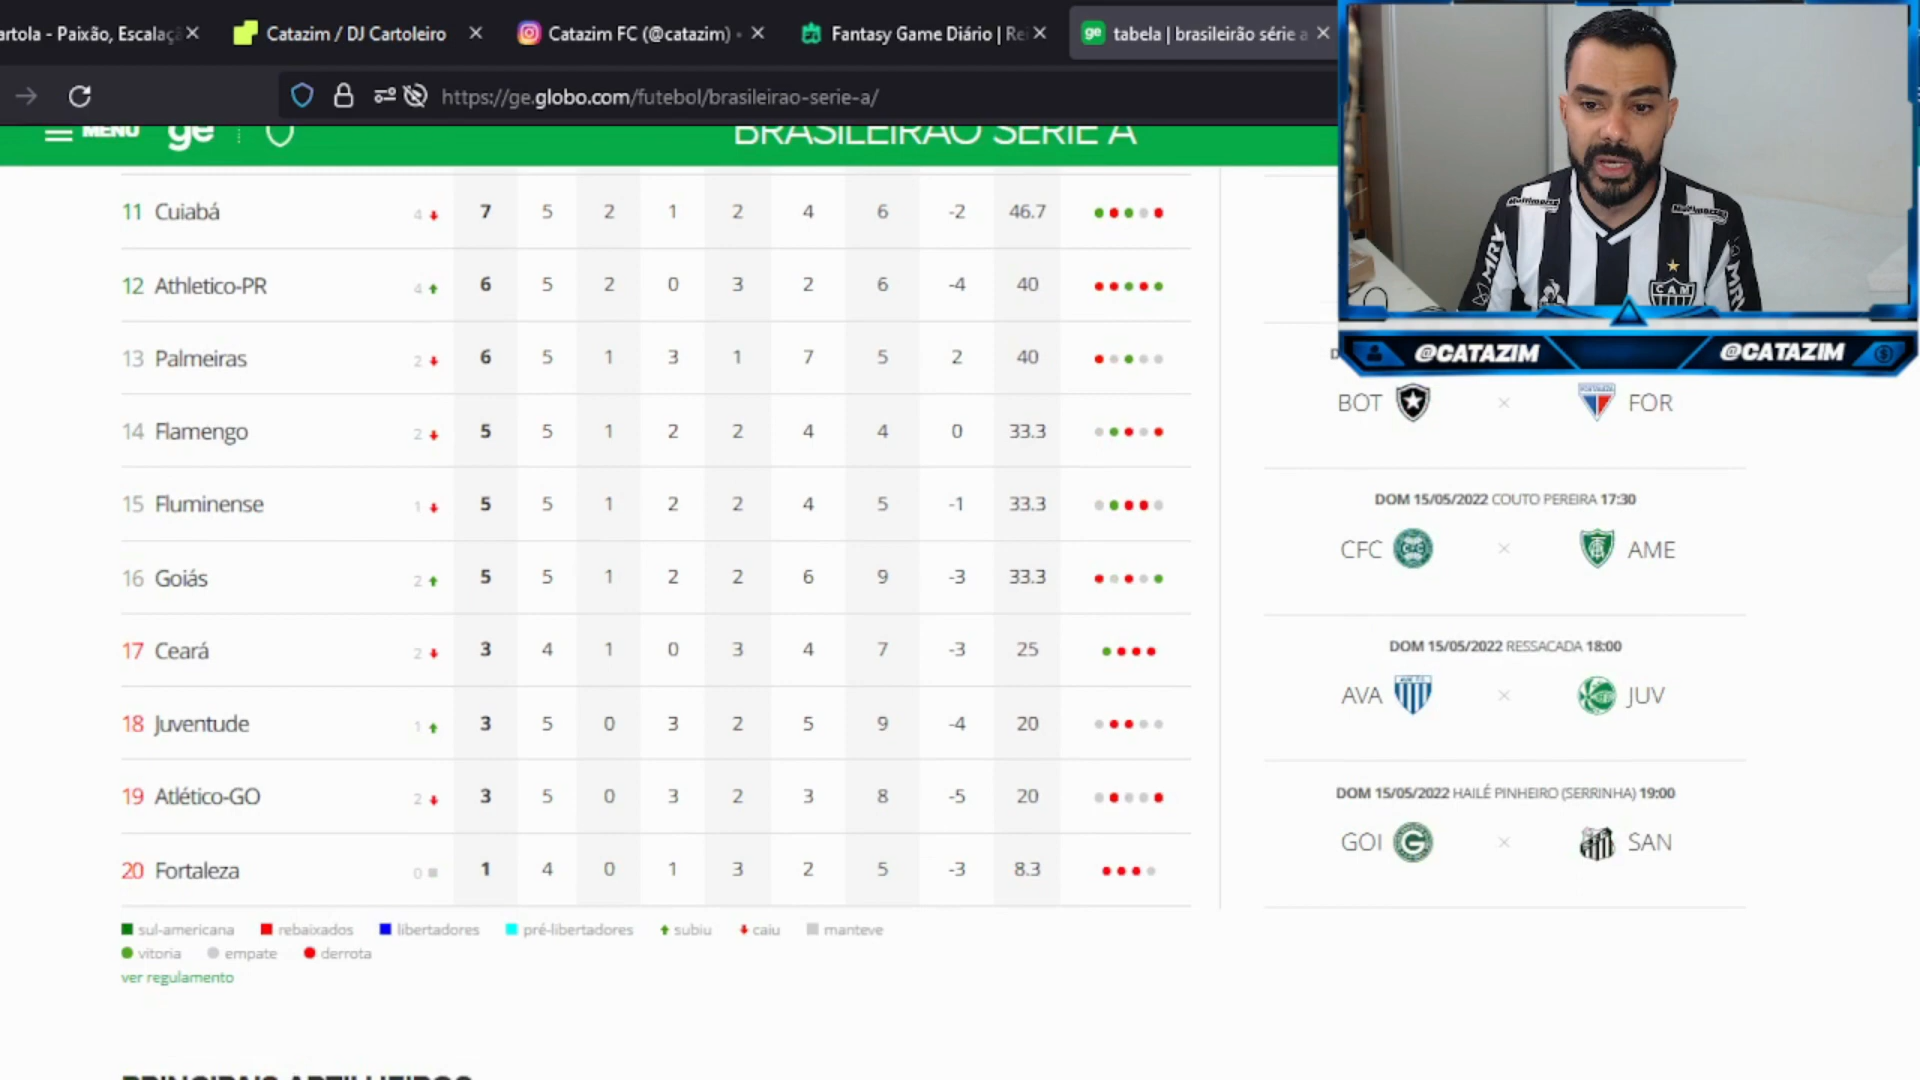 artola - Paixão, Escalaçã
Catazim / DJ Cartoleiro
Catazim FC (@catazim) •
Fantasy Game Diário | Rei
ge tabela | brasileirão série a
https://ge.globo.com/futebol/brasileirao-serie-a/
MENU ge BRASILEIRÃO SÉRIE A
11 Cuiabá 4 7 5 2 1 2 4 6 -2 46.7
12 Athletico-PR 4 6 5 2 0 3 2 6 -4 40
13 Palmeiras 2 6 5 1 3 1 7 5 2 40
14 Flamengo 2 5 5 1 2 2 4 4 0 33.3
15 Fluminense 1 5 5 1 2 2 4 5 -1 33.3
16 Goiás 2 5 5 1 2 2 6 9 -3 33.3
17 Ceará 2 3 4 1 0 3 4 7 -3 25
18 Juventude 1 3 5 0 3 2 5 9 -4 20
19 Atlético-GO 2 3 5 0 3 2 3 8 -5 20
20 Fortaleza 0 1 4 0 1 3 2 5 -3 8.3
sul-americana rebaixados libertadores pré-libertadores subiu caiu manteve
vitoria empate derrota
ver regulamento
PRINCIPAIS ARTILHEIROS
Multimarcas Multimarcas
MRV MRV
CAM
@CATAZIM @CATAZIM
BOT × FOR
DOM 15/05/2022 COUTO PEREIRA 17:30
CFC × AME
DOM 15/05/2022 RESSACADA 18:00
AVA × JUV
DOM 15/05/2022 HAILÉ PINHEIRO (SERRINHA) 19:00
GOI × SAN